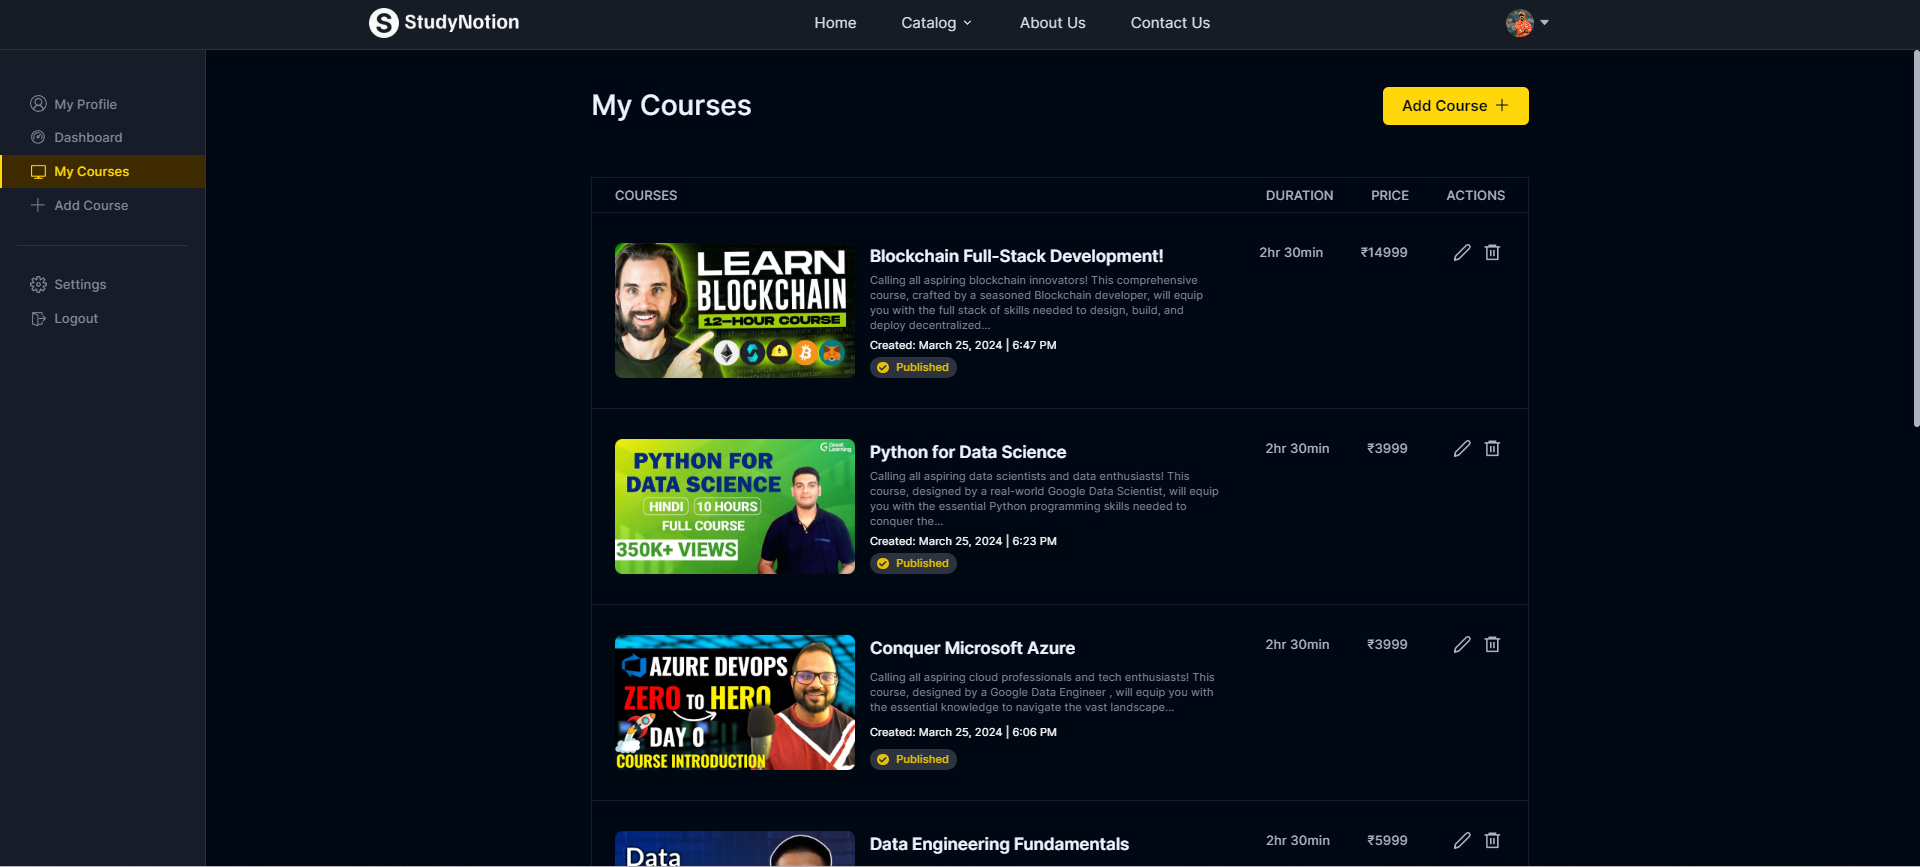 StudyNotion
Home
Catalog
About Us
Contact Us
My Profile
Dashboard
My Courses
Add Course
Settings
Logout
My Courses
Add Course
COURSES
DURATION
PRICE
ACTIONS
LEARN
BLOCKCHAIN
12-HOUR COURSE
Blockchain Full-Stack Development!
Calling all aspiring blockchain innovators! This comprehensive
course, crafted by a seasoned Blockchain developer, will equip
you with the full stack of skills needed to design, build, and
deploy decentralized...
Created: March 25, 2024 | 6:47 PM
Published
2hr 30min
₹14999
Great
Learning
PYTHON FOR
DATA SCIENCE
HINDI 10 HOURS
FULL COURSE
350K+ VIEWS
Python for Data Science
Calling all aspiring data scientists and data enthusiasts! This
course, designed by a real-world Google Data Scientist, will equip
you with the essential Python programming skills needed to
conquer the...
Created: March 25, 2024 | 6:23 PM
Published
2hr 30min
₹3999
AZURE DEVOPS
ZERO TO HERO
DAY 0
COURSE INTRODUCTION
Conquer Microsoft Azure
Calling all aspiring cloud professionals and tech enthusiasts! This
course, designed by a Google Data Engineer , will equip you with
the essential knowledge to navigate the vast landscape...
Created: March 25, 2024 | 6:06 PM
Published
2hr 30min
₹3999
Data
Data Engineering Fundamentals
2hr 30min
₹5999